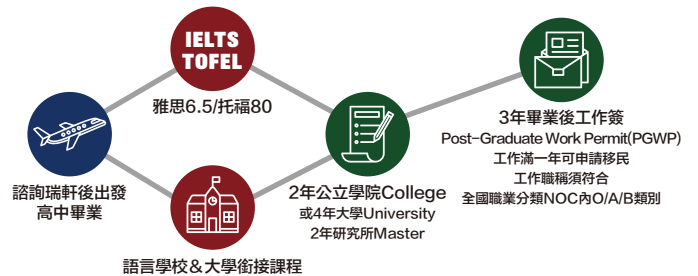 IELTS
TOFEL
雅思6.5/托福80
諮詢瑞軒後出發
高中畢業
語言學校&大學銜接課程
2年公立學院College
或4年大學University
2年研究所Master
3年畢業後工作簽
Post-Graduate Work Permit(PGWP)
工作滿一年可申請移民
工作職稱須符合
全國職業分類NOC內O/A/B類別